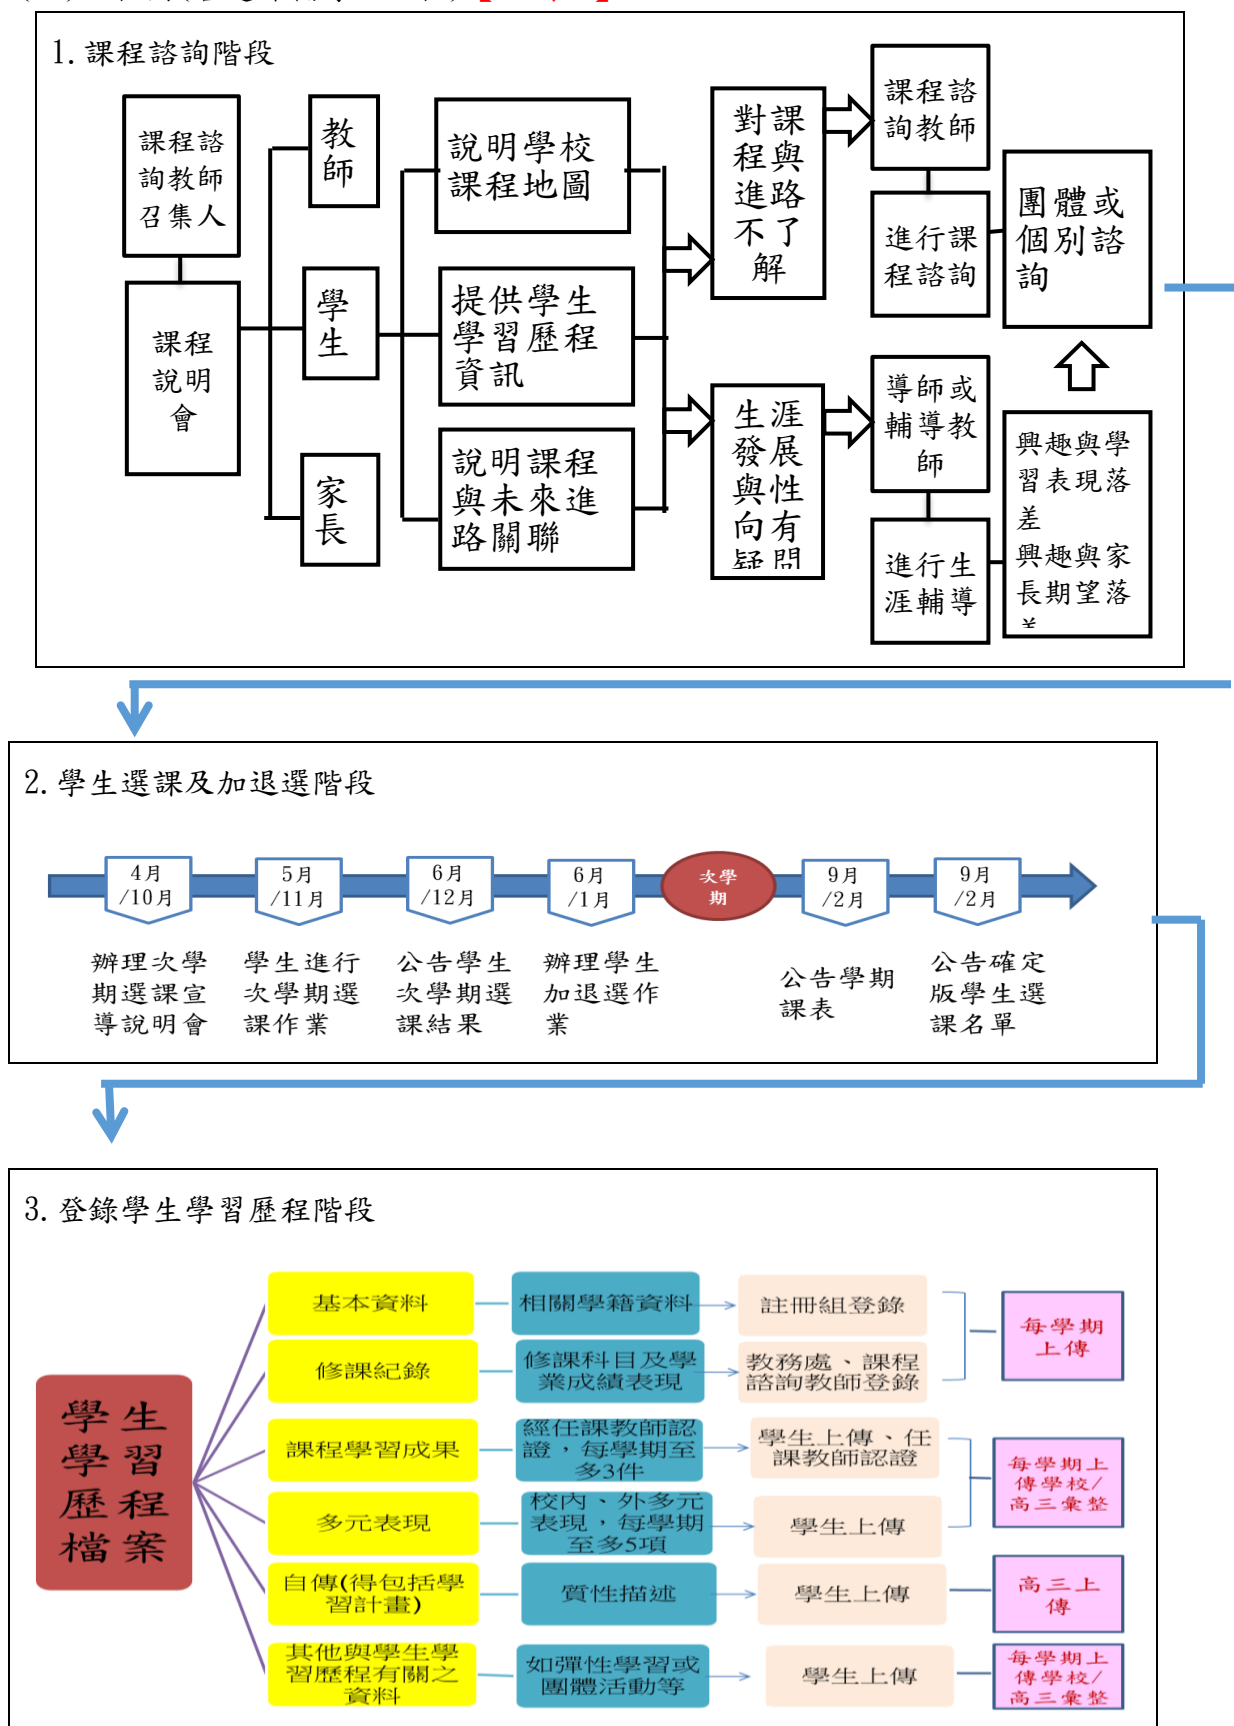 1.課程諮詢階段
課程諮
詢教師
召集人
課程
說明
會
教
師
學
生
家
長
說明學校
課程地圖
提供學生
學習歷程
資訊
說明課程
與未來進
路關聯
對課
程與
進路
不了
解
生涯
發展
與性
向有
疑問
課程諮
詢教師
進行課
程諮詢
團體或
個別諮
詢
導師或
輔導教
師
進行生
涯輔導
興趣與學
習表現落
差
興趣與家
長期望落
差
2.學生選課及加退選階段
4月
/10月
5月
/11月
6月
/12月
6月
/1月
次學
期
9月
/2月
9月
/2月
辦理次學
期選課宣
導說明會
學生進行
次學期選
課作業
公告學生
次學期選
課結果
辦理學生
加退選作
業
公告學期
課表
公告確定
版學生選
課名單
3.登錄學生學習歷程階段
學生
學習
歷程
檔案
基本資料
相關學籍資料
註冊組登錄
每學期
上傳
修課紀錄
修課科目及學
業成績表現
教務處、課程
諮詢教師登錄
課程學習成果
經任課教師認
證，每學期至
多3件
學生上傳、任
課教師認證
每學期上
傳學校/
高三彙整
多元表現
校內、外多元
表現，每學期
至多5項
學生上傳
自傳(得包括學
習計畫)
質性描述
學生上傳
高三上
傳
其他與學生學
習歷程有關之
資料
如彈性學習或
團體活動等
學生上傳
每學期上
傳學校/
高三彙整